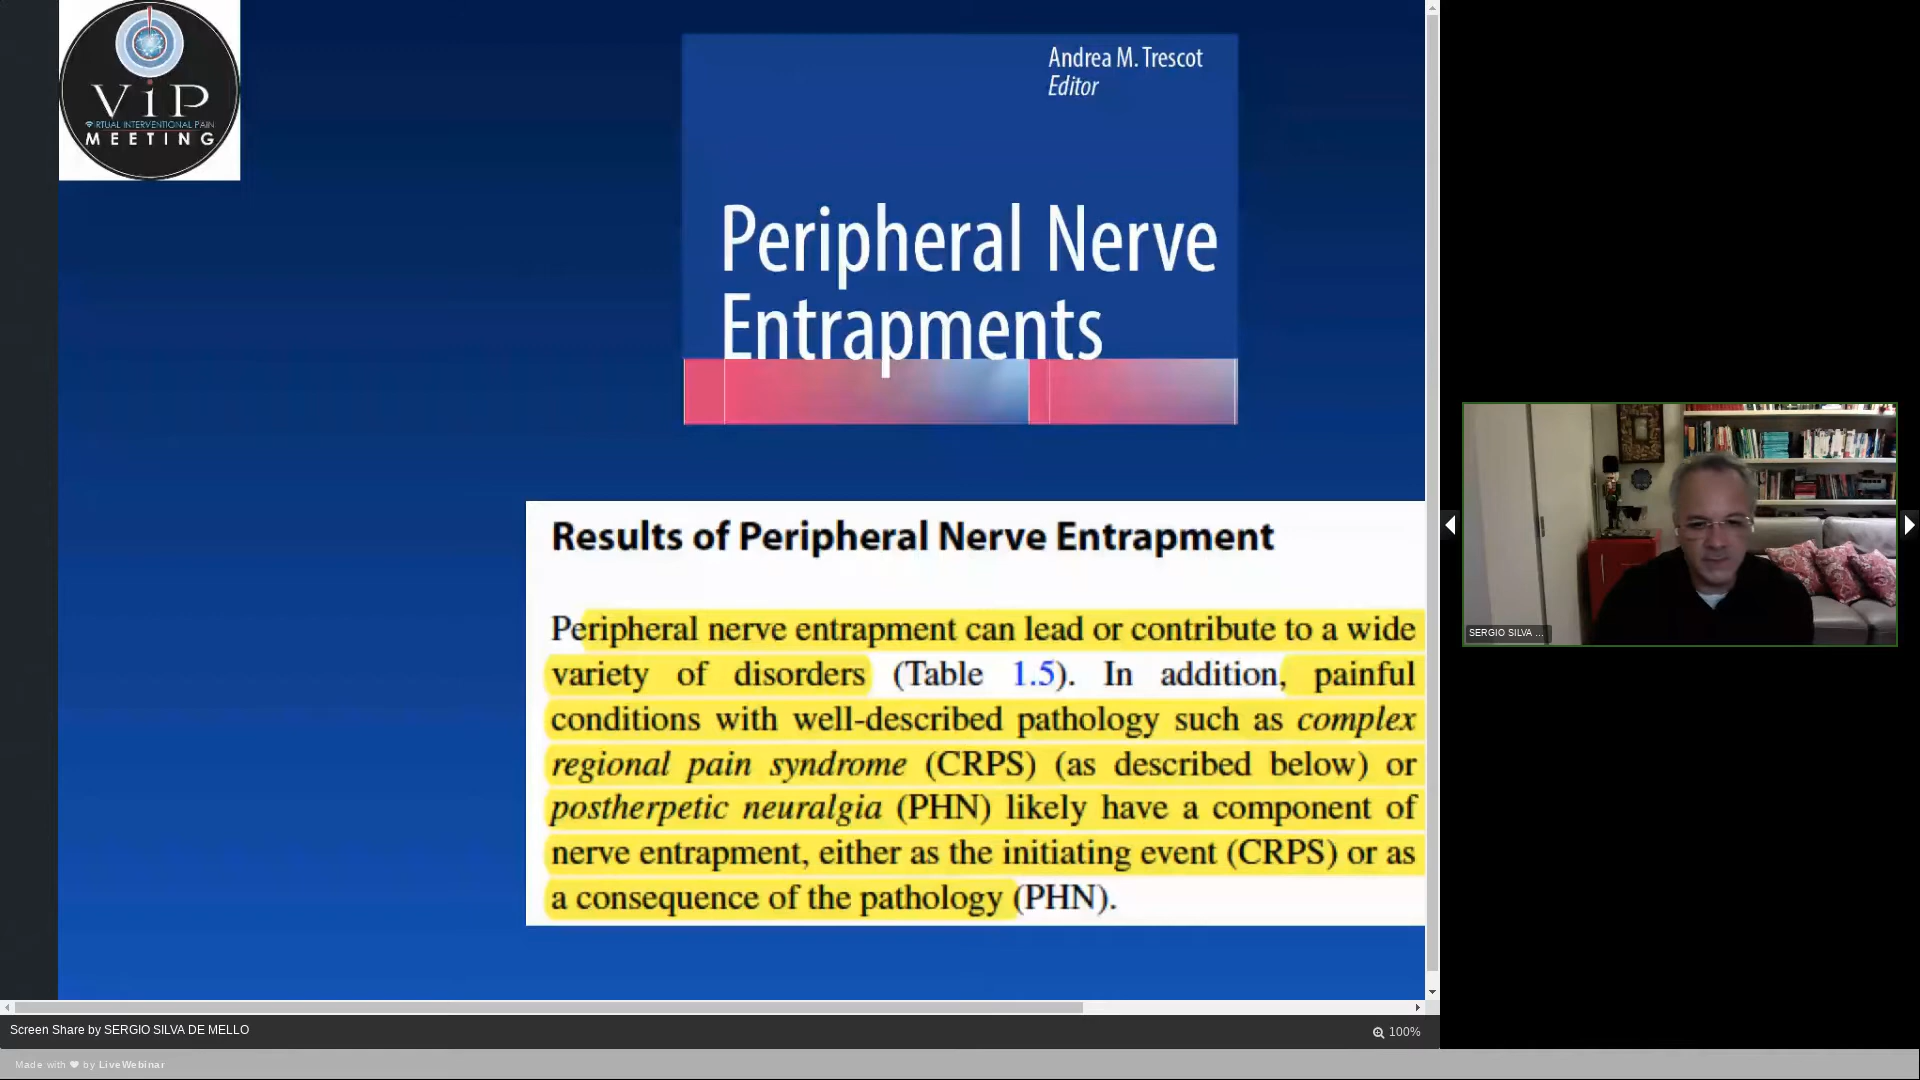 ViP
VIRTUAL INTERVENTIONAL PAIN
MEETING
Andrea M. Trescot
Editor
Peripheral Nerve
Entrapments
Results of Peripheral Nerve Entrapment
Peripheral nerve entrapment can lead or contribute to a wide
variety of disorders (Table 1.5). In addition, painful
conditions with well-described pathology such as complex
regional pain syndrome (CRPS) (as described below) or
postherpetic neuralgia (PHN) likely have a component of
nerve entrapment, either as the initiating event (CRPS) or as
a consequence of the pathology (PHN).
SERGIO SILVA ...
Screen Share by SERGIO SILVA DE MELLO
100%
Made with ❤ by LiveWebinar